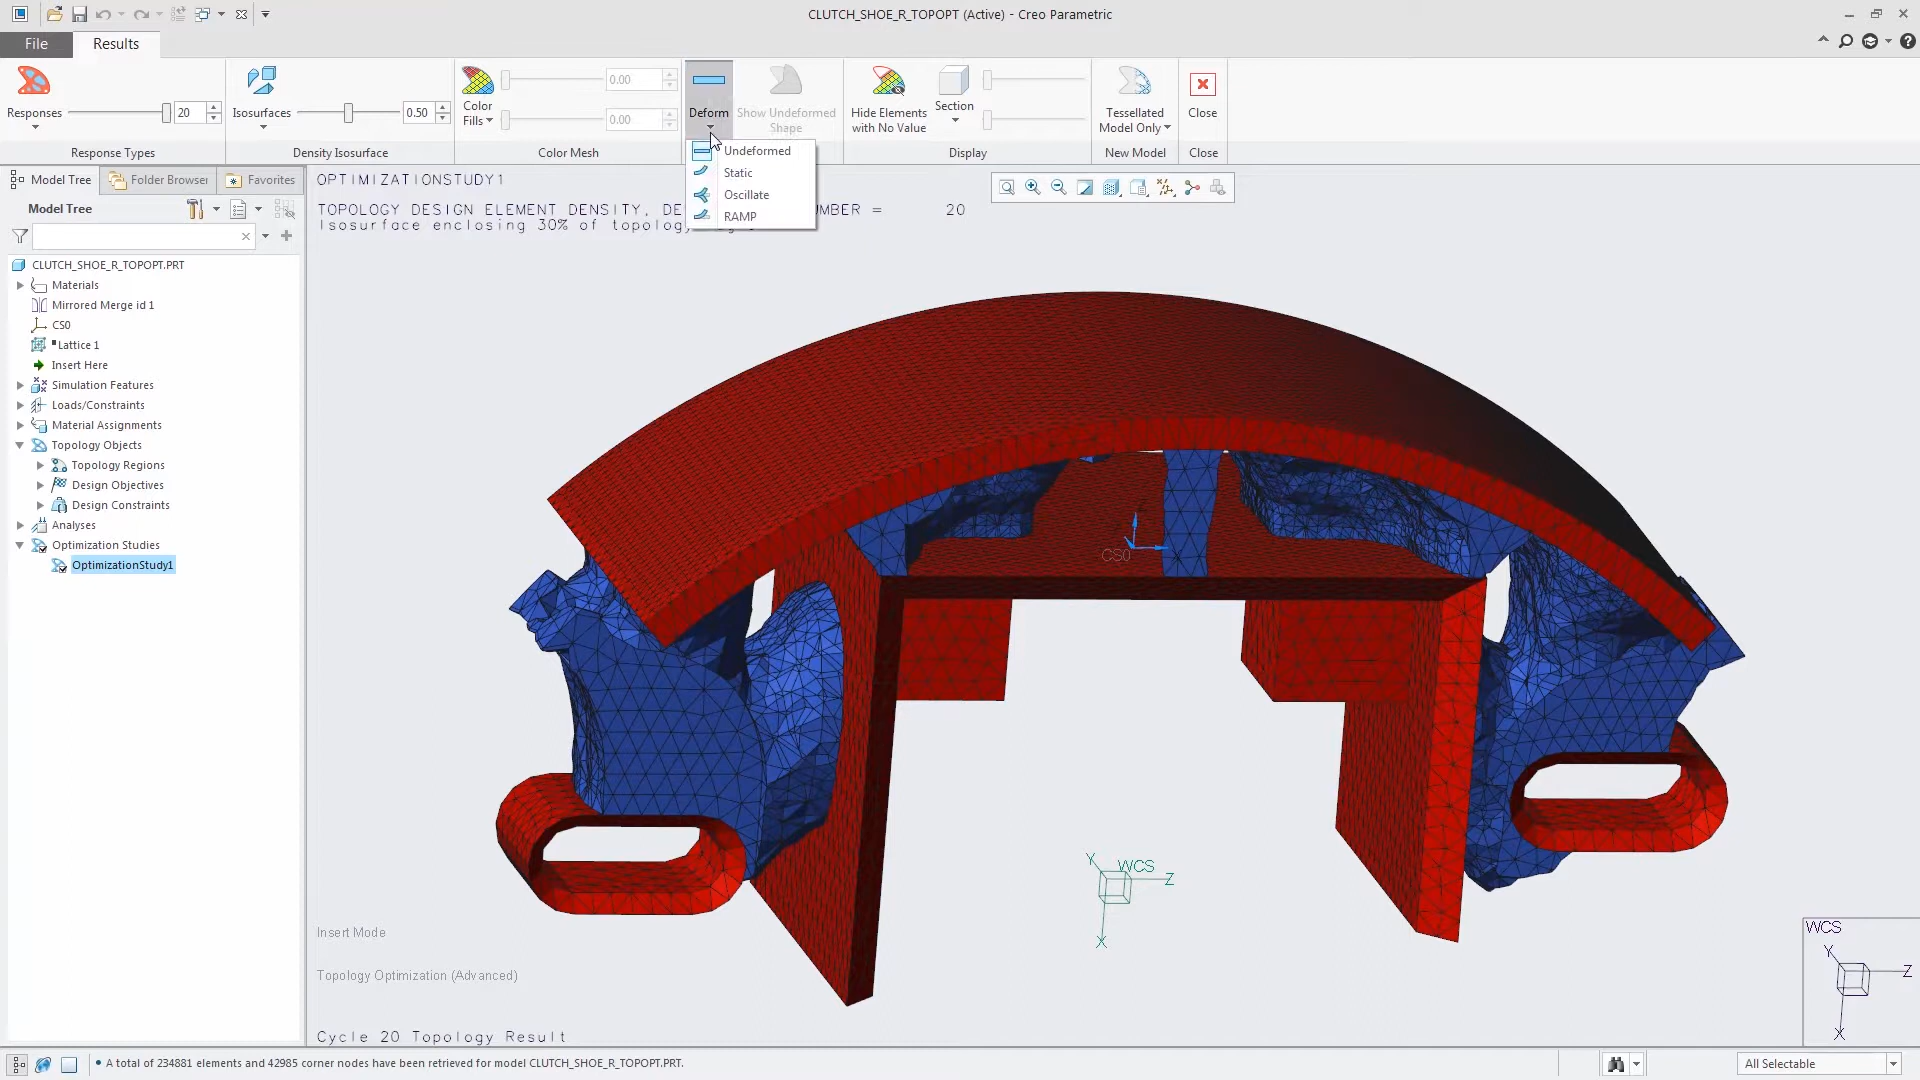 CLUTCH_SHOE_R_TOPOPT (Active) - Creo Parametric
File
Results
Responses
20
Response Types
Isosurfaces
0.50
Density Isosurface
Color
Fills
0.00
0.00
Color Mesh
Deform
Show Undeformed
Shape
Undeformed
Static
Oscillate
RAMP
Hide Elements
with No Value
Section
Display
Tessellated
Model Only
New Model
Close
Close
Model Tree
Folder Browser
Favorites
Model Tree
CLUTCH_SHOE_R_TOPOPT.PRT
Materials
Mirrored Merge id 1
CS0
Lattice 1
Insert Here
Simulation Features
Loads/Constraints
Material Assignments
Topology Objects
Topology Regions
Design Objectives
Design Constraints
Analyses
Optimization Studies
OptimizationStudy1
OPTIMIZATIONSTUDY1
TOPOLOGY DESIGN ELEMENT DENSITY, DE UMBER = 20
Isosurface enclosing 30% of topology
CS0
Y
WCS
Z
X
Insert Mode
Topology Optimization (Advanced)
Cycle 20 Topology Result
WCS
Y
Z
X
• A total of 234881 elements and 42985 corner nodes have been retrieved for model CLUTCH_SHOE_R_TOPOPT.PRT.
All Selectable